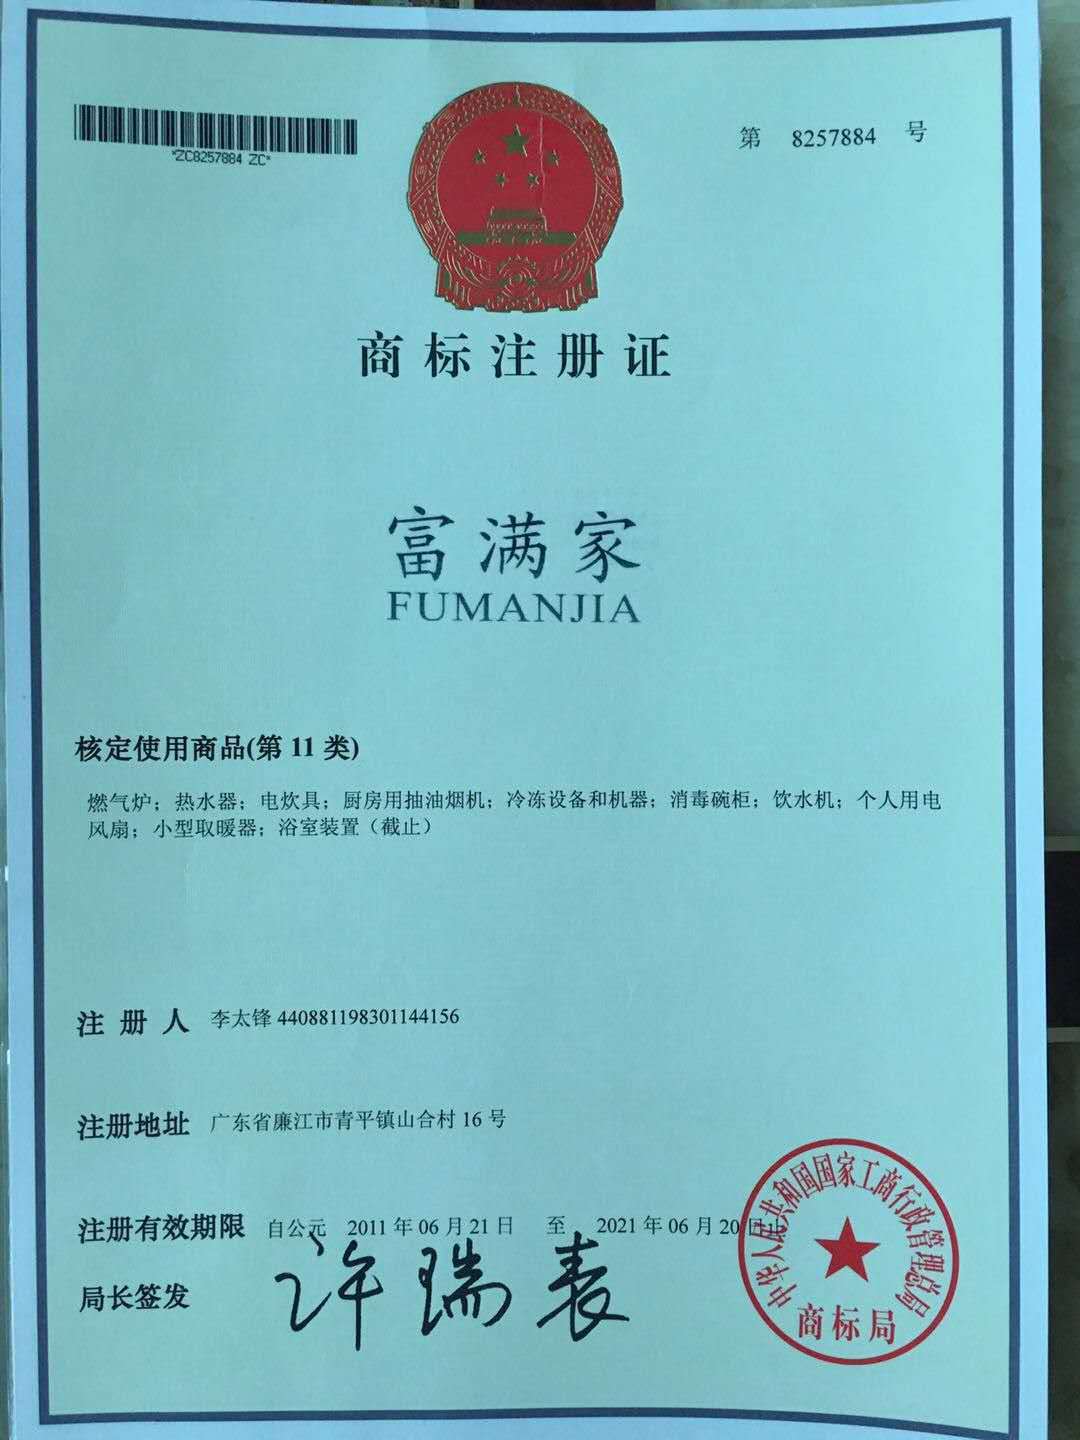 *ZC8257884 ZC*
第 8257884 号
商标注册证
富满家
FUMANJIA
核定使用商品(第 11 类)
燃气炉；热水器；电炊具；厨房用抽油烟机；冷冻设备和机器；消毒碗柜；饮水机；个人用电
风扇；小型取暖器；浴室装置（截止）
注册人 李太锋 440881198301144156
注册地址 广东省廉江市青平镇山合村 16 号
注册有效期限 自公元 2011 年 06 月 21 日 至 2021 年 06 月 20 日止
局长签发 许瑞表
中华人民共和国国家工商行政管理总局
商标局